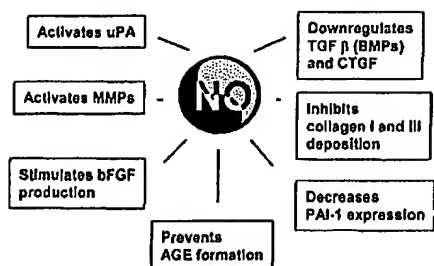 Activates uPA
Downregulates
TGF β (BMPs)
and CTGF
NO
Activates MMPs
Inhibits
collagen I and III
deposition
Stimulates bFGF
production
Decreases
PAI-1 expression
Prevents
AGE formation